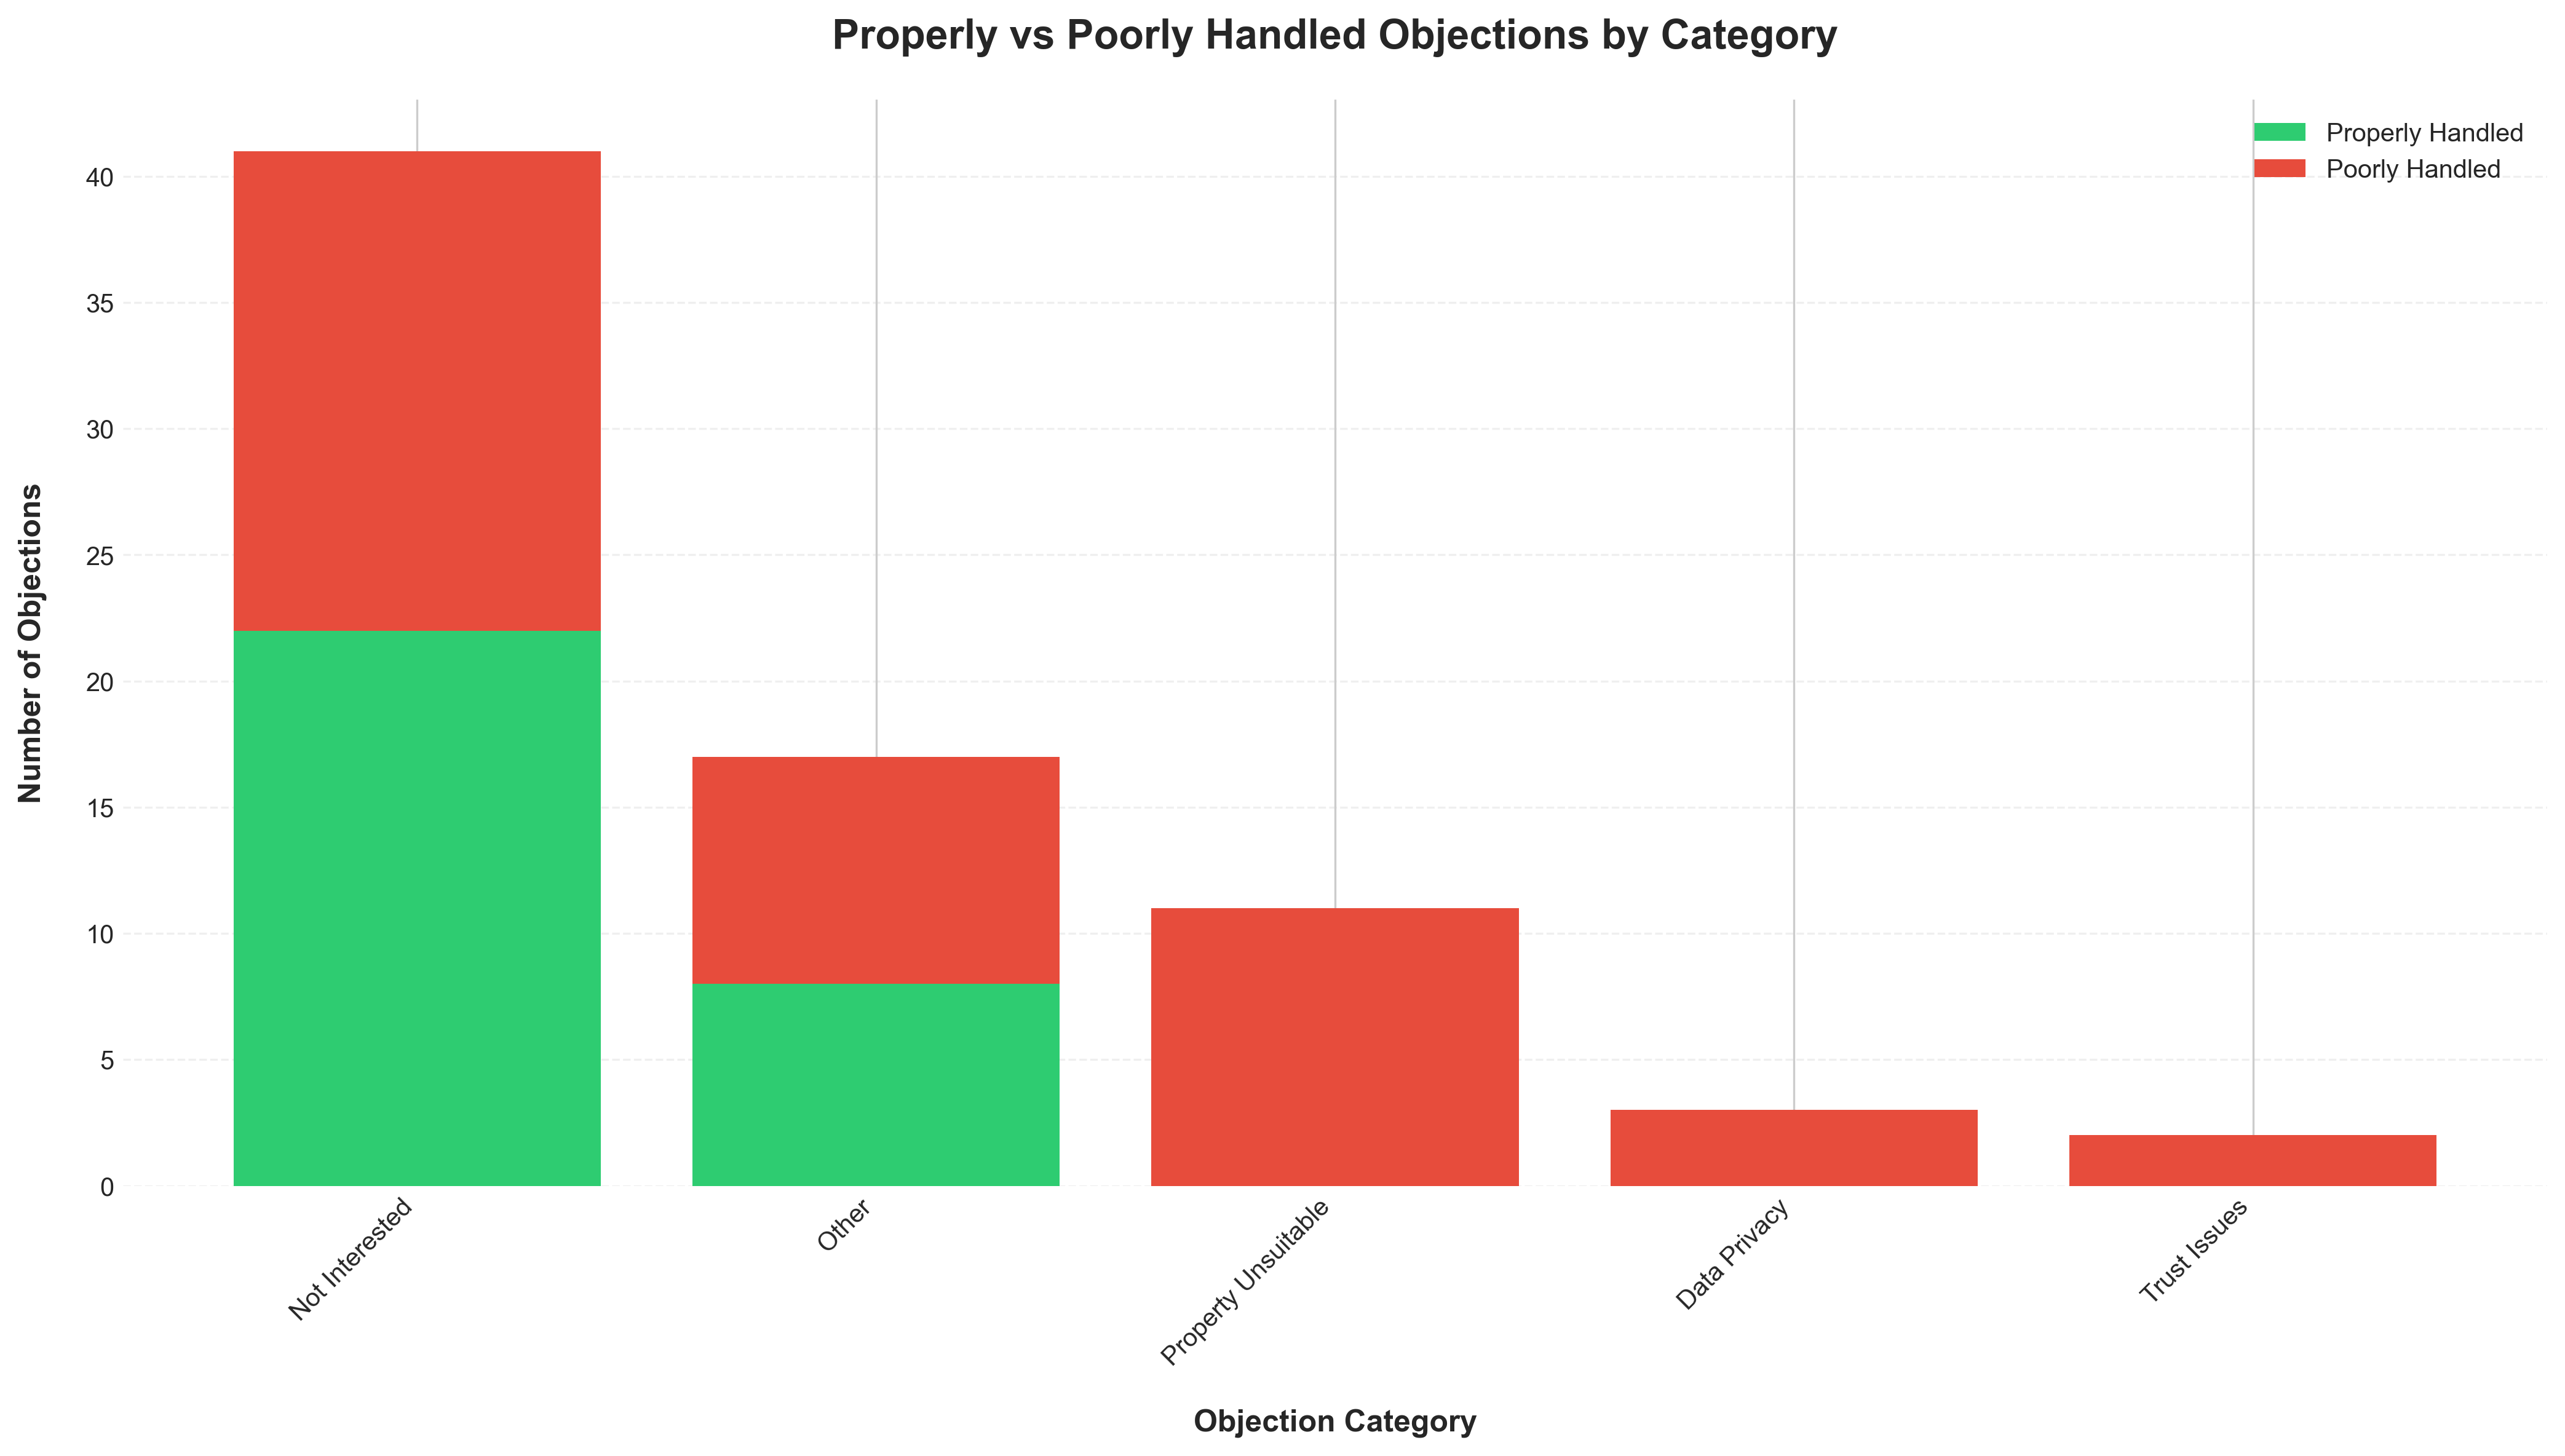 Properly vs Poorly Handled Objections by Category
Properly Handled
Poorly Handled
Number of Objections
40
35
30
25
20
15
10
5
0
Not Interested
Other
Property Unsuitable
Data Privacy
Trust Issues
Objection Category